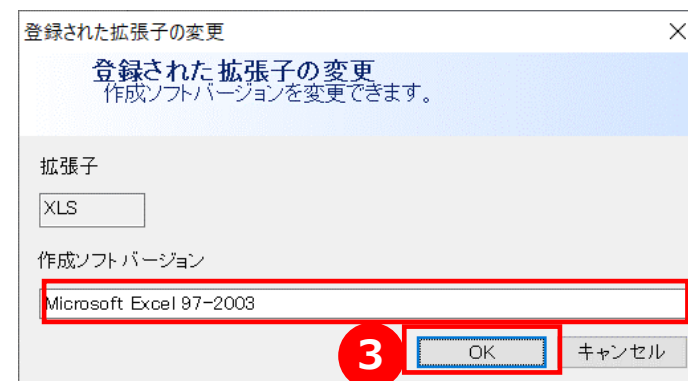 登録された拡張子の変更
登録された拡張子の変更
作成ソフトバージョンを変更できます。
拡張子
XLS
作成ソフトバージョン
Microsoft Excel 97-2003
3 OK キャンセル